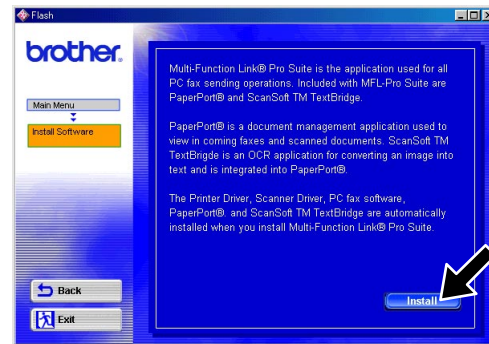 Flash
brother.
Main Menu
Install Software
Multi-Function Link® Pro Suite is the application used for all
PC fax sending operations. Included with MFL-Pro Suite are
PaperPort® and ScanSoft TM TextBridge.
PaperPort® is a document management application used to
view in coming faxes and scanned documents. ScanSoft TM
TextBrigde is an OCR application for converting an image into
text and is integrated into PaperPort®.
The Printer Driver, Scanner Driver, PC fax software,
PaperPort®. and ScanSoft TM TextBridge are automatically
installed when you install Multi-Function Link® Pro Suite.
Back
Install
Exit